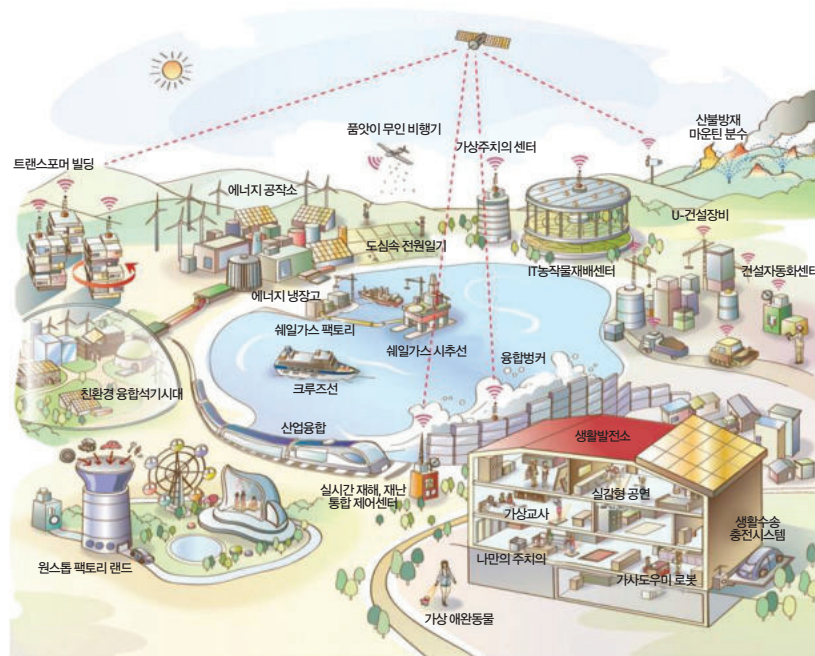 품앗이 무인 비행기
산불방재
마운틴 분수
가상주치의 센터
트랜스포머 빌딩
에너지 공작소
U-건설장비
도심속 전원일기
IT농작물재배센터
건설자동화센터
에너지 냉장고
쉐일가스 팩토리
쉐일가스 시추선
융합벙커
크루즈선
친환경 융합석기시대
산업융합
생활발전소
실시간 재해, 재난
통합 제어센터
실감형 공연
가상교사
생활수송
충전시스템
나만의 주치의
원스톱 팩토리 랜드
가사도우미 로봇
가상 애완동물